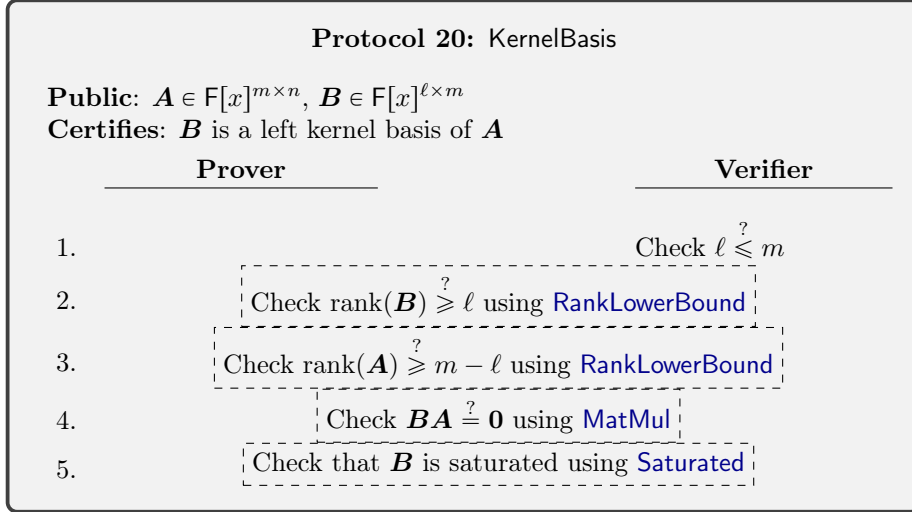 Protocol 20: KernelBasis
Public: A ∈ F[x]^{m×n}, B ∈ F[x]^{ℓ×m}
Certifies: B is a left kernel basis of A
Prover Verifier
1. Check ℓ ≤^? m
2. Check rank(B) ≥^? ℓ using RankLowerBound
3. Check rank(A) ≥^? m − ℓ using RankLowerBound
4. Check BA =^? 0 using MatMul
5. Check that B is saturated using Saturated